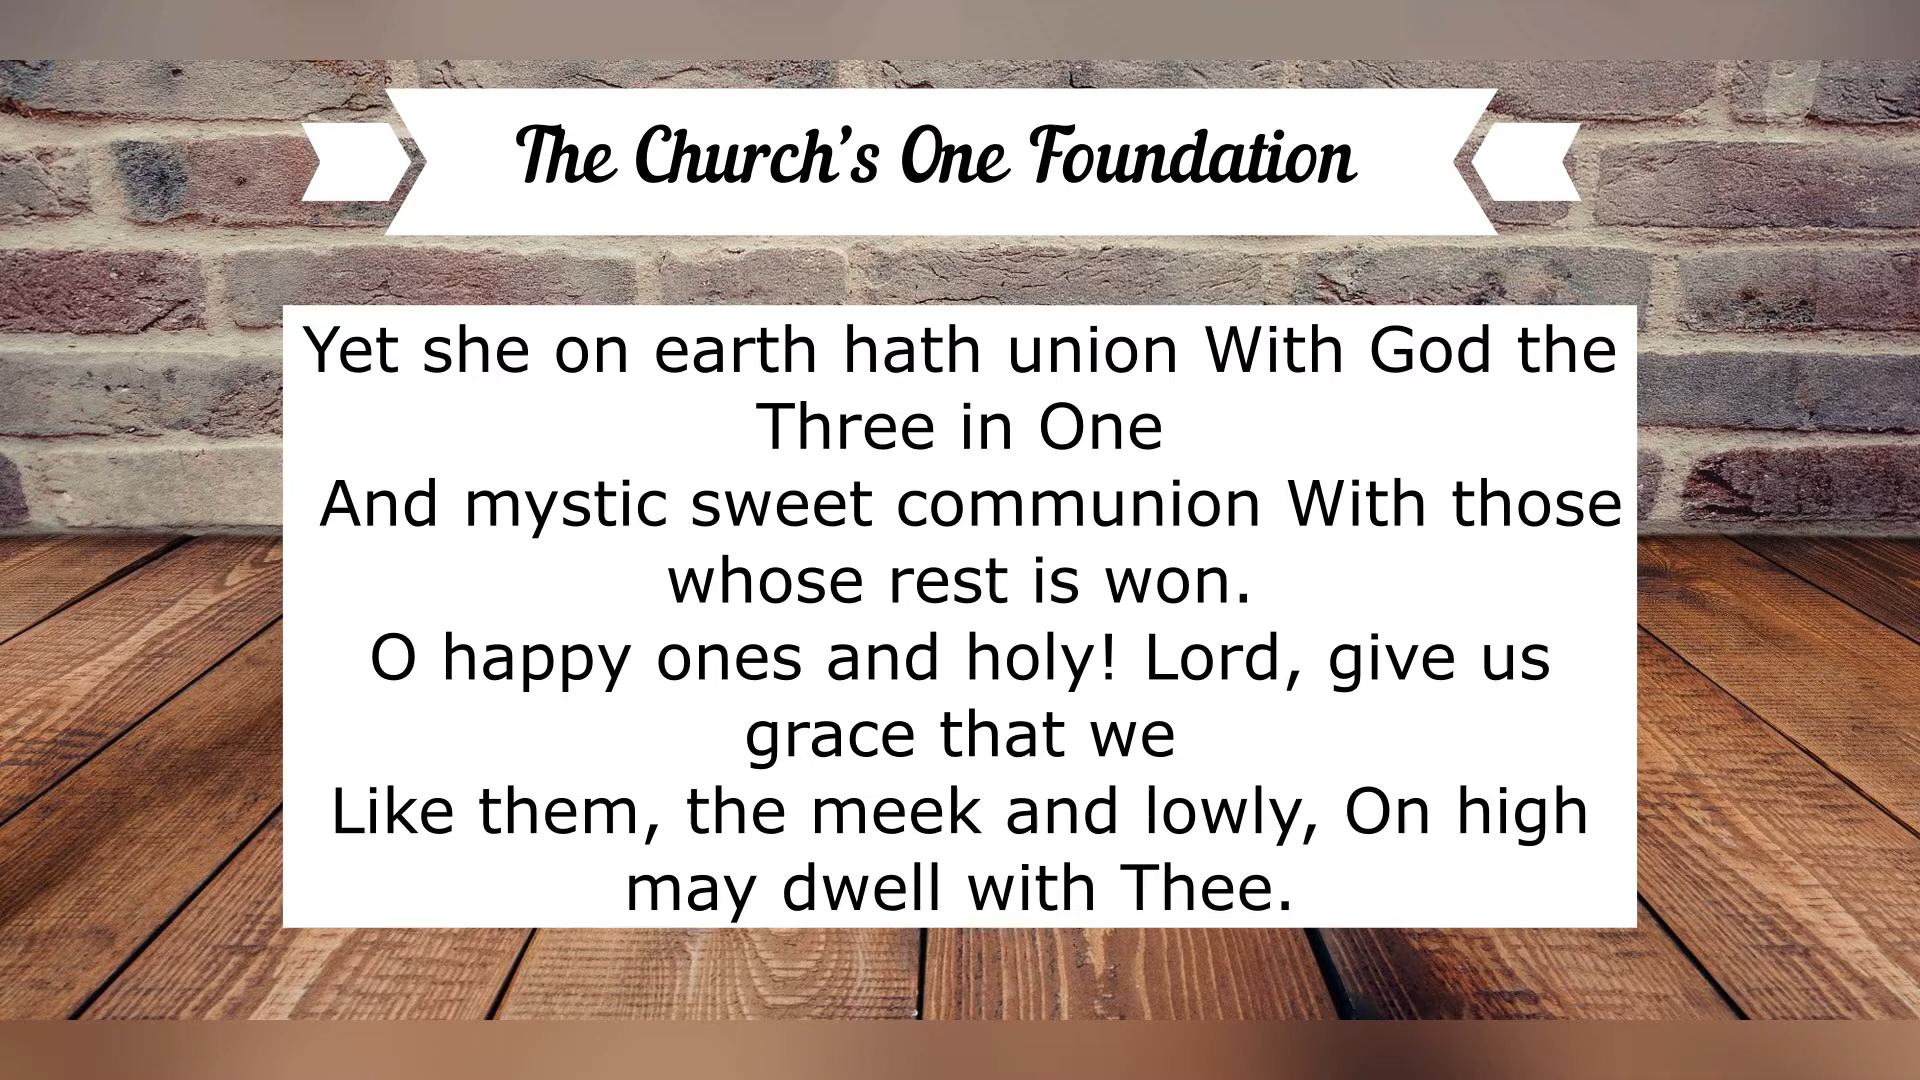 The Church’s One Foundation
Yet she on earth hath union With God the
Three in One
And mystic sweet communion With those
whose rest is won.
O happy ones and holy! Lord, give us
grace that we
Like them, the meek and lowly, On high
may dwell with Thee.